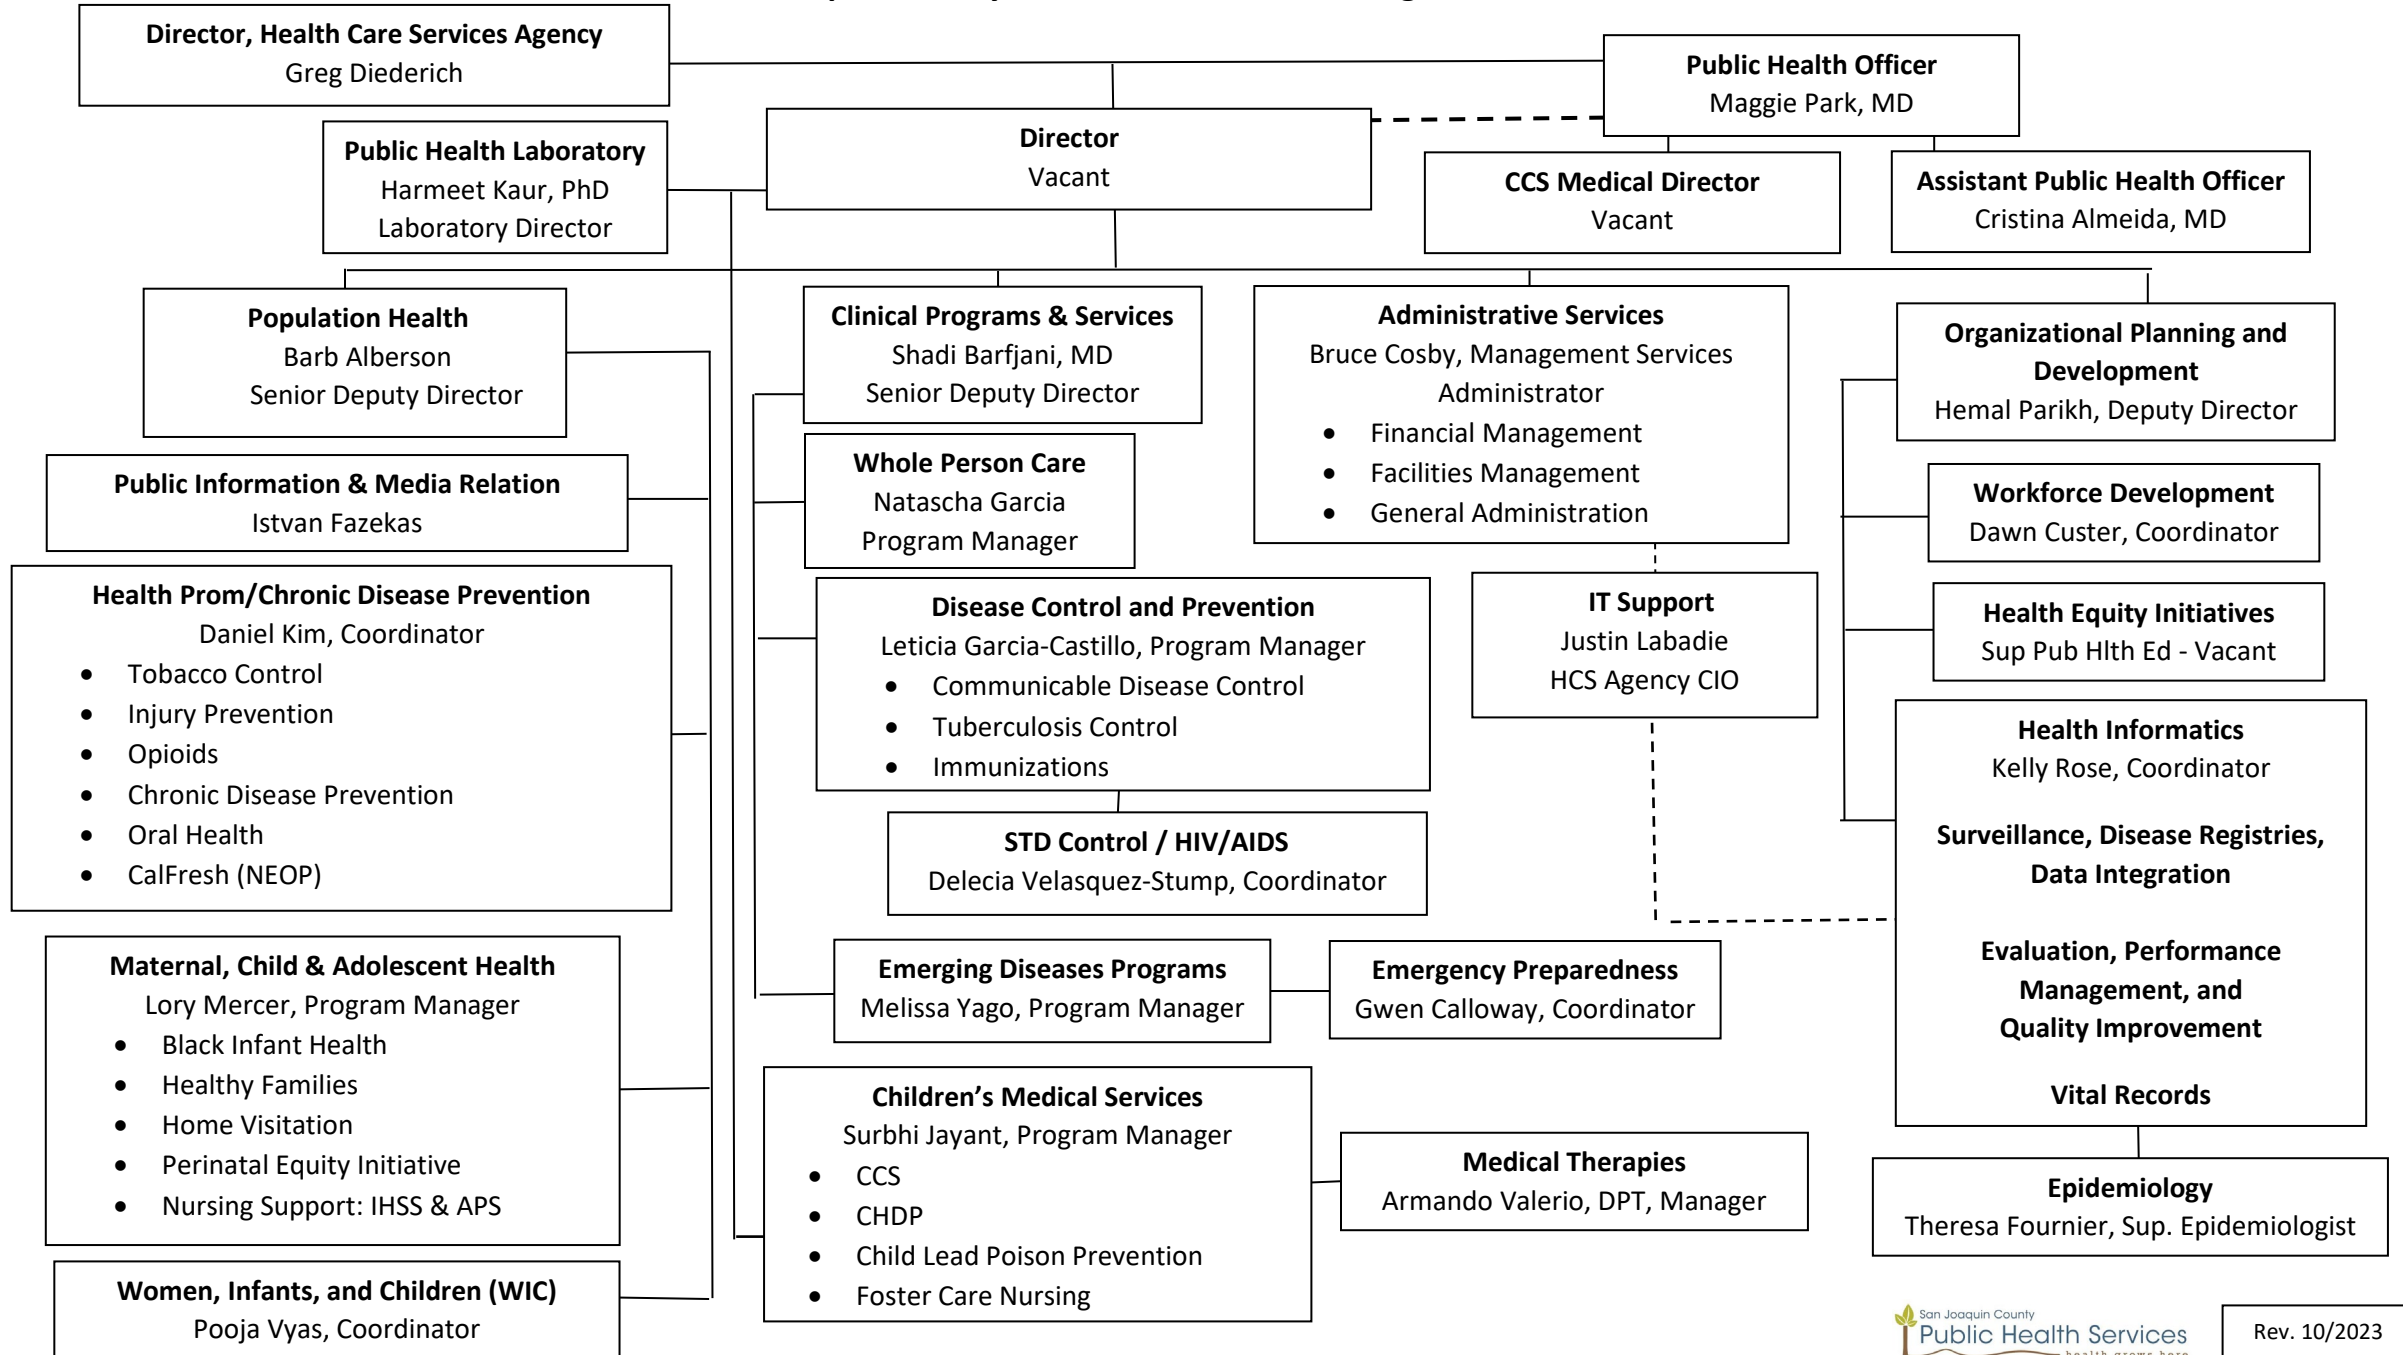 Director, Health Care Services Agency
Greg Diederich
Public Health Officer
Maggie Park, MD
Public Health Laboratory
Harmeet Kaur, PhD
Laboratory Director
Director
Vacant
CCS Medical Director
Vacant
Assistant Public Health Officer
Cristina Almeida, MD
Population Health
Barb Alberson
Senior Deputy Director
Public Information & Media Relation
Istvan Fazekas
Health Prom/Chronic Disease Prevention
Daniel Kim, Coordinator
• Tobacco Control
• Injury Prevention
• Opioids
• Chronic Disease Prevention
• Oral Health
• CalFresh (NEOP)
Maternal, Child & Adolescent Health
Lory Mercer, Program Manager
• Black Infant Health
• Healthy Families
• Home Visitation
• Perinatal Equity Initiative
• Nursing Support: IHSS & APS
Women, Infants, and Children (WIC)
Pooja Vyas, Coordinator
Clinical Programs & Services
Shadi Barfjani, MD
Senior Deputy Director
Whole Person Care
Natascha Garcia
Program Manager
Disease Control and Prevention
Leticia Garcia-Castillo, Program Manager
• Communicable Disease Control
• Tuberculosis Control
• Immunizations
STD Control / HIV/AIDS
Delecia Velasquez-Stump, Coordinator
Emerging Diseases Programs
Melissa Yago, Program Manager
Emergency Preparedness
Gwen Calloway, Coordinator
Children’s Medical Services
Surbhi Jayant, Program Manager
• CCS
• CHDP
• Child Lead Poison Prevention
• Foster Care Nursing
Medical Therapies
Armando Valerio, DPT, Manager
Administrative Services
Bruce Cosby, Management Services
Administrator
• Financial Management
• Facilities Management
• General Administration
IT Support
Justin Labadie
HCS Agency CIO
Organizational Planning and
Development
Hemal Parikh, Deputy Director
Workforce Development
Dawn Custer, Coordinator
Health Equity Initiatives
Sup Pub Hlth Ed - Vacant
Health Informatics
Kelly Rose, Coordinator
Surveillance, Disease Registries,
Data Integration
Evaluation, Performance
Management, and
Quality Improvement
Vital Records
Epidemiology
Theresa Fournier, Sup. Epidemiologist
San Joaquin County
Public Health Services
health grows here
Rev. 10/2023